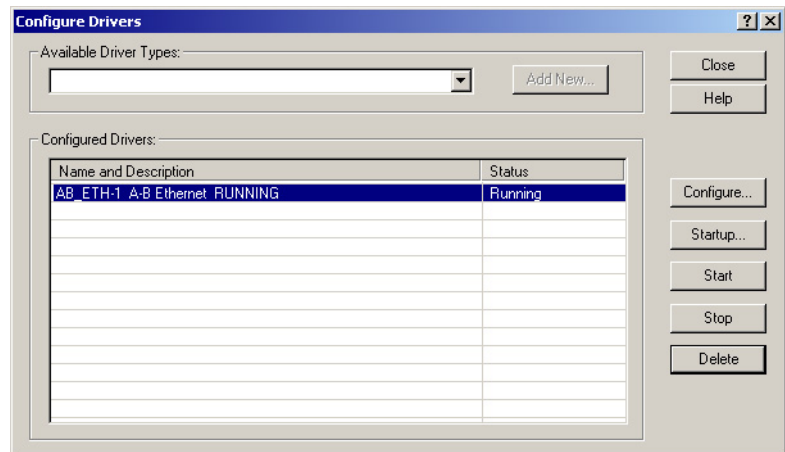 Configure Drivers
Available Driver Types:
Add New...
Close
Help
Configured Drivers:
Name and Description Status
AB_ETH-1 A-B Ethernet RUNNING Running
Configure...
Startup...
Start
Stop
Delete